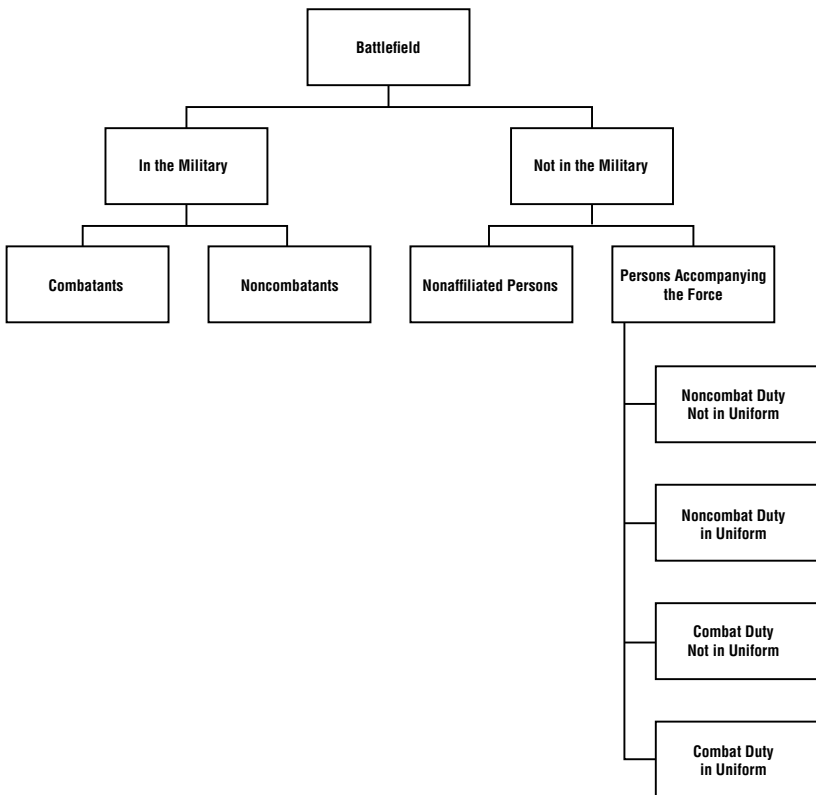 Battlefield
In the Military
Not in the Military
Combatants
Noncombatants
Nonaffiliated Persons
Persons Accompanying
the Force
Noncombat Duty
Not in Uniform
Noncombat Duty
in Uniform
Combat Duty
Not in Uniform
Combat Duty
in Uniform